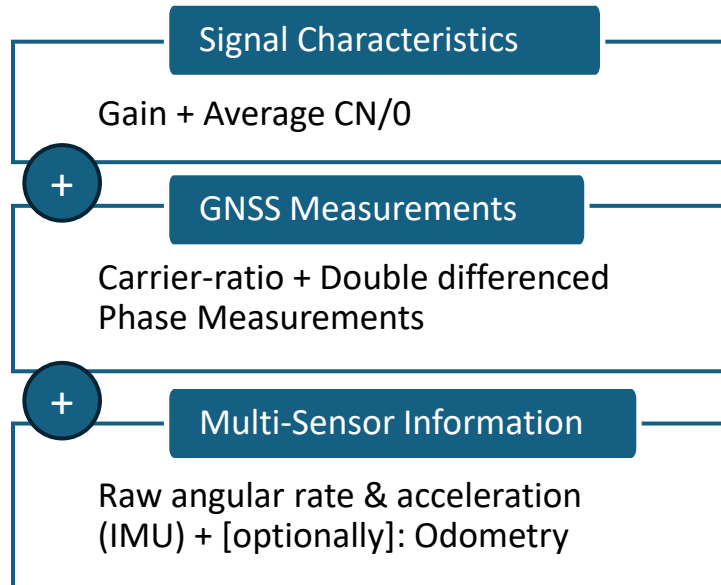 Signal Characteristics
Gain + Average CN/0
+
GNSS Measurements
Carrier-ratio + Double differenced
Phase Measurements
+
Multi-Sensor Information
Raw angular rate & acceleration
(IMU) + [optionally]: Odometry